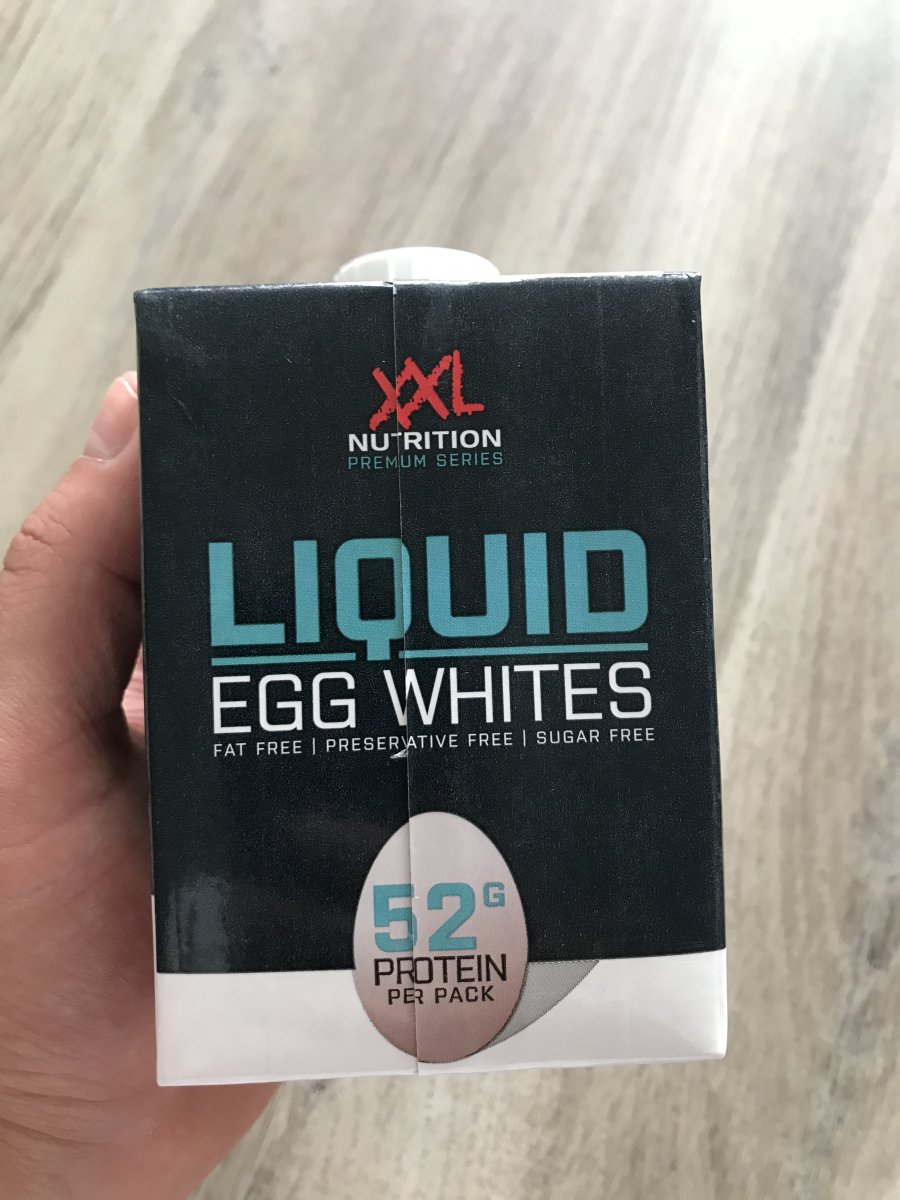 XXL
NUTRITION
PREMIUM SERIES
LIQUID
EGG WHITES
FAT FREE | PRESERVATIVE FREE | SUGAR FREE
52G
PROTEIN
PER PACK